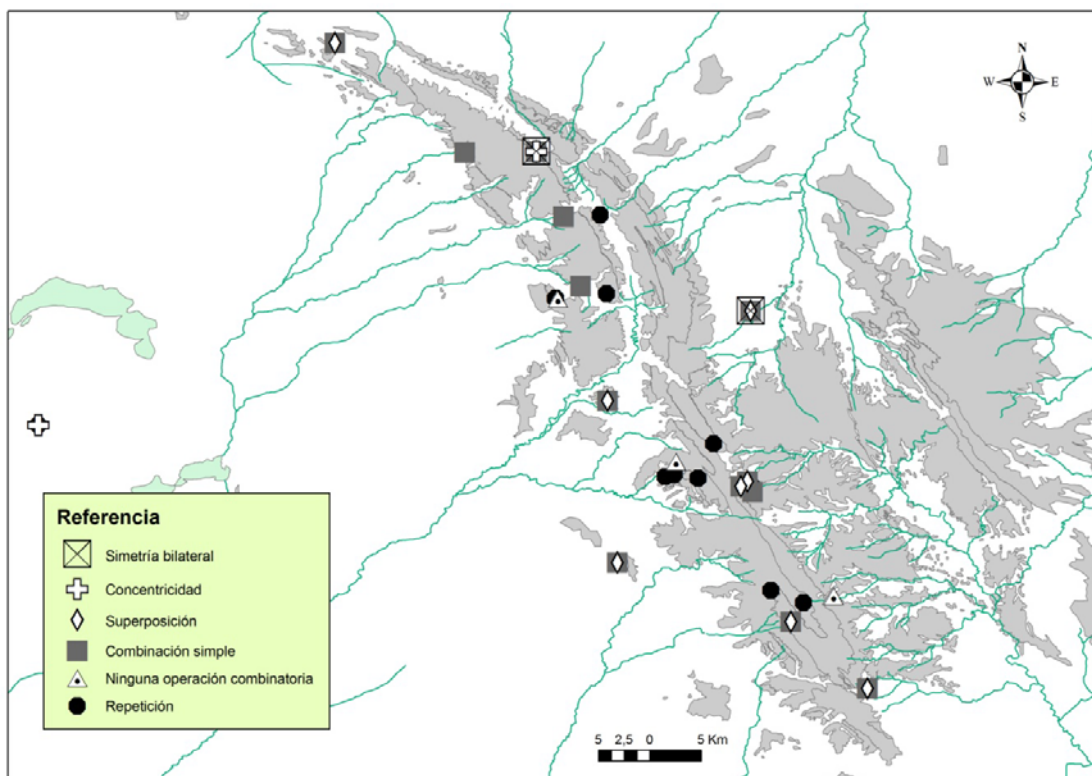 N
W E
S
Referencia
Simetría bilateral
Concentricidad
Superposición
Combinación simple
Ninguna operación combinatoria
Repetición
5 2,5 0 5 Km